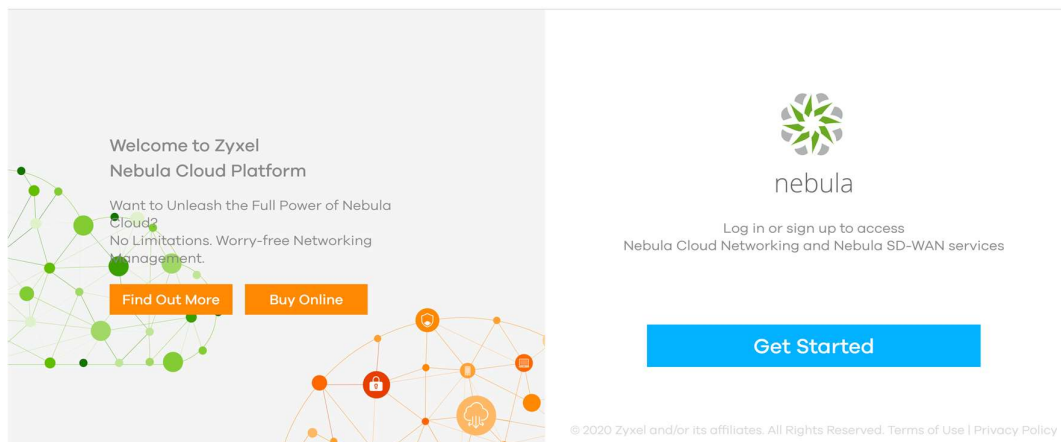 Welcome to Zyxel
Nebula Cloud Platform
Want to Unleash the Full Power of Nebula
Cloud?
No Limitations. Worry-free Networking
Management.
Find Out More
Buy Online
nebula
Log in or sign up to access
Nebula Cloud Networking and Nebula SD-WAN services
Get Started
© 2020 Zyxel and/or its affiliates. All Rights Reserved. Terms of Use | Privacy Policy